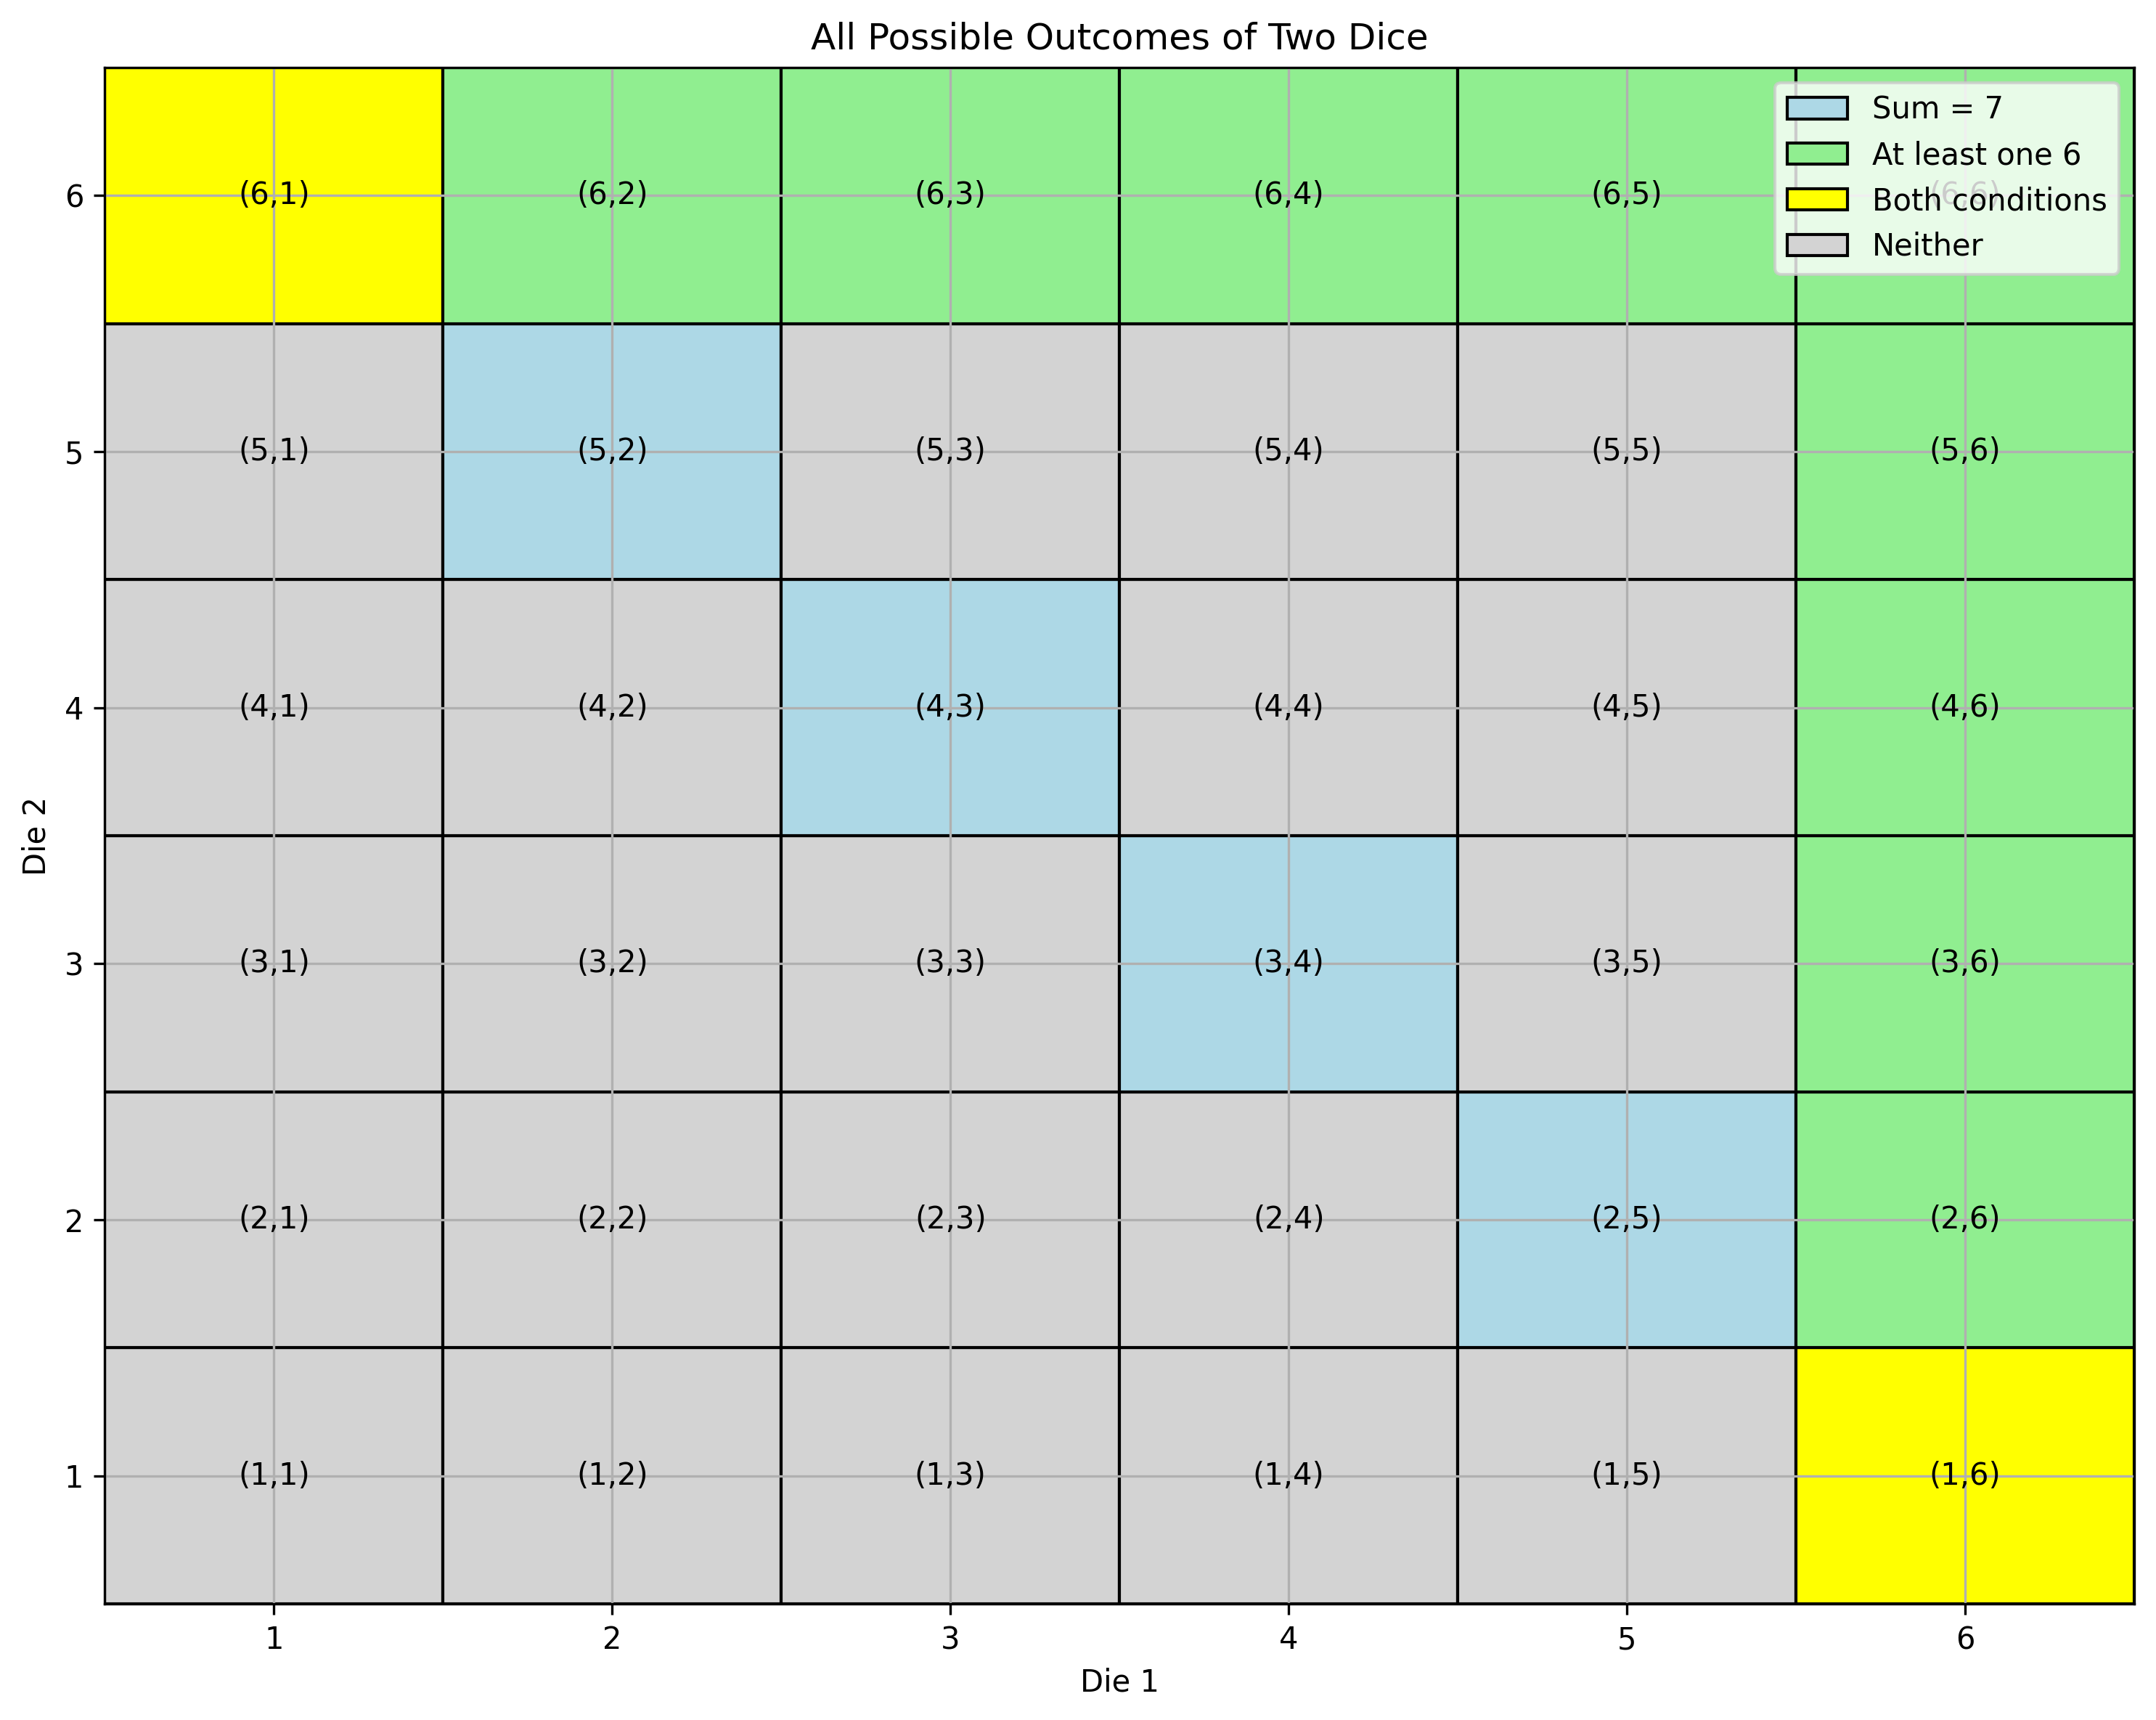 All Possible Outcomes of Two Dice
Sum = 7
At least one 6
Both conditions
Neither
6 (6,1) (6,2) (6,3) (6,4) (6,5) (6,6)
5 (5,1) (5,2) (5,3) (5,4) (5,5) (5,6)
4 (4,1) (4,2) (4,3) (4,4) (4,5) (4,6)
Die 2
3 (3,1) (3,2) (3,3) (3,4) (3,5) (3,6)
2 (2,1) (2,2) (2,3) (2,4) (2,5) (2,6)
1 (1,1) (1,2) (1,3) (1,4) (1,5) (1,6)
1 2 3 4 5 6
Die 1